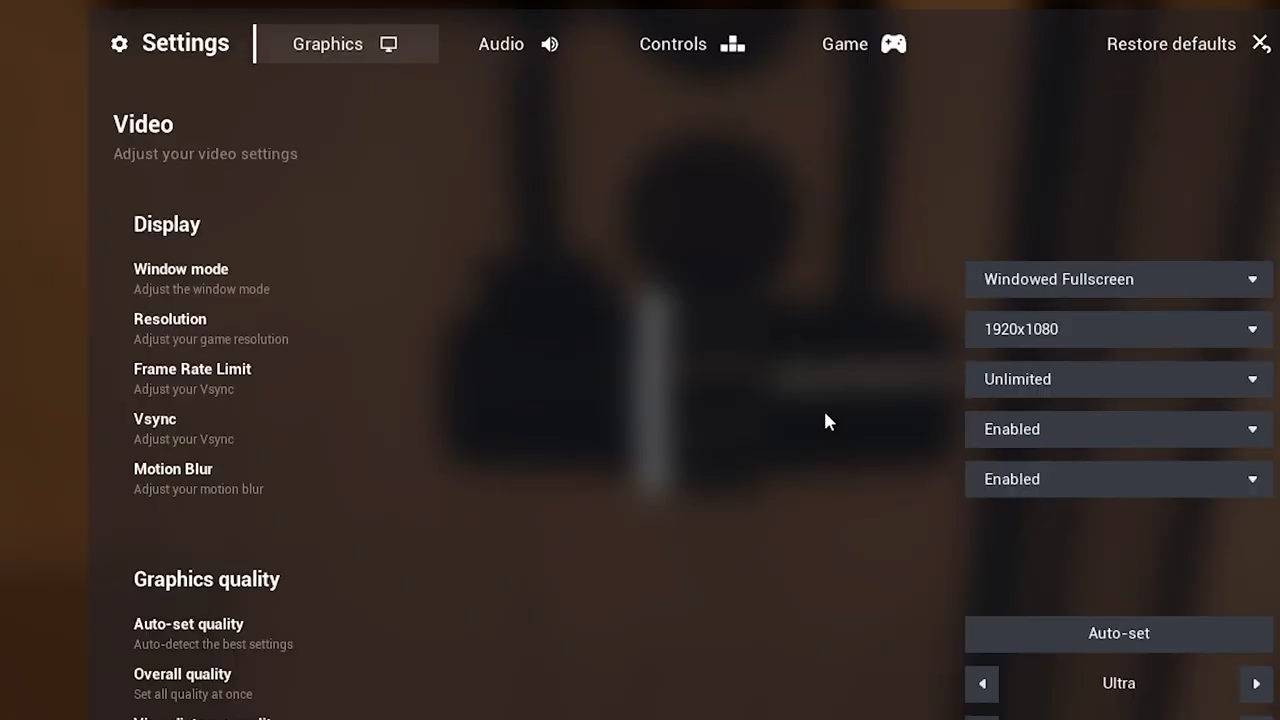 Settings
Graphics
Audio
Controls
Game
Restore defaults
Video
Adjust your video settings
Display
Window mode
Adjust the window mode
Windowed Fullscreen
Resolution
Adjust your game resolution
1920x1080
Frame Rate Limit
Adjust your Vsync
Unlimited
Vsync
Adjust your Vsync
Enabled
Motion Blur
Adjust your motion blur
Enabled
Graphics quality
Auto-set quality
Auto-detect the best settings
Auto-set
Overall quality
Set all quality at once
Ultra